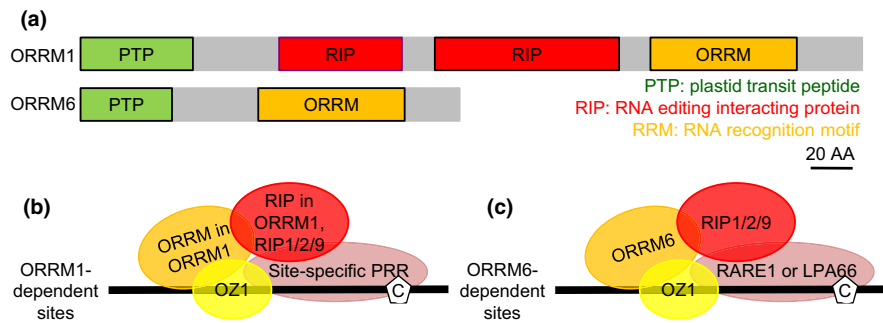 (a)
ORRM1
PTP
RIP
RIP
ORRM
ORRM6
PTP
ORRM
PTP: plastid transit peptide
RIP: RNA editing interacting protein
RRM: RNA recognition motif
20 AA
(b)
ORRM1-
dependent
sites
ORRM in
ORRM1
RIP in
ORRM1,
RIP1/2/9
OZ1
Site-specific PRR
C
(c)
ORRM6-
dependent
sites
ORRM6
RIP1/2/9
OZ1
RARE1 or LPA66
C